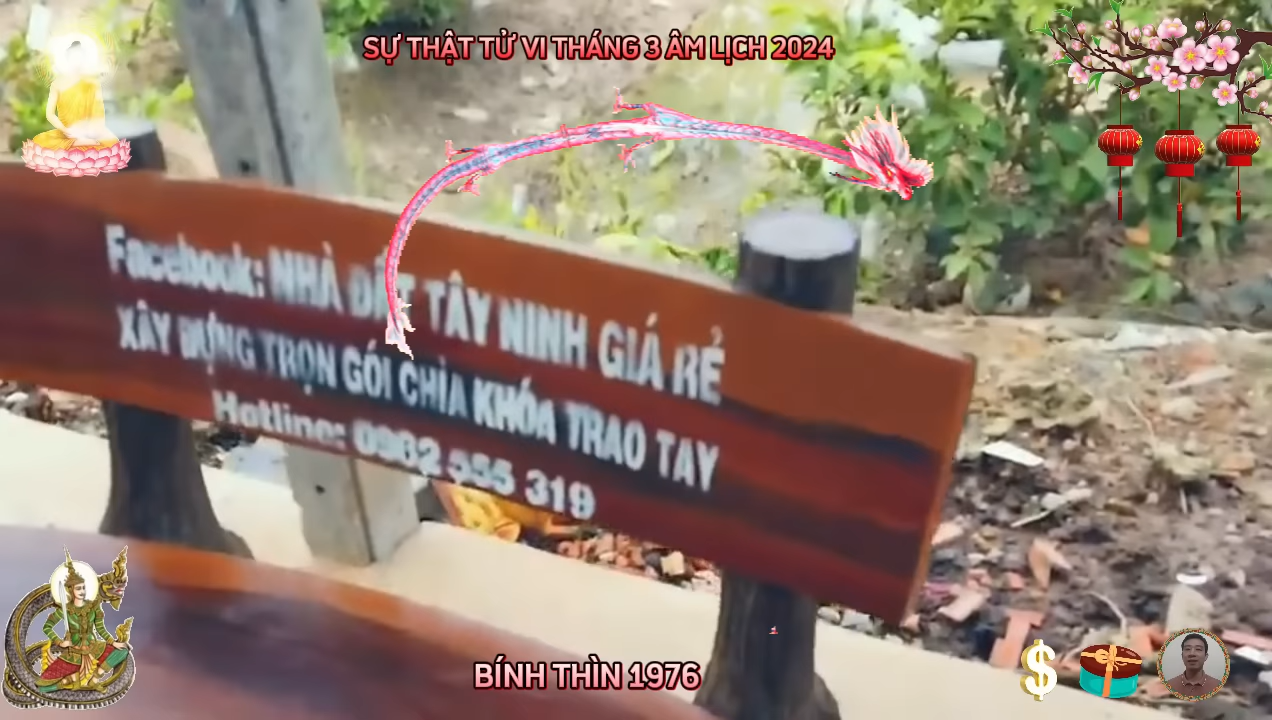 SỰ THẬT TỬ VI THÁNG 3 ÂM LỊCH 2024
Facebook: NHÀ ĐẤT TÂY NINH GIÁ RẺ
XÂY DỰNG TRỌN GÓI CHÌA KHÓA TRAO TAY
Hotline: 0982 555 319
BÍNH THÌN 1976